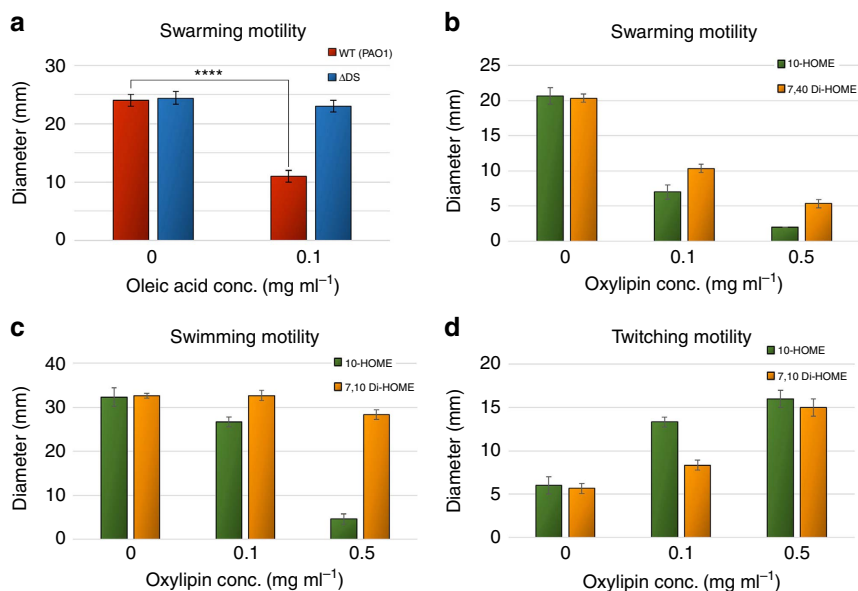 a
Swarming motility
WT (PAO1)
ΔDS
****
Diameter (mm)
30
20
10
0
0
0.1
Oleic acid conc. (mg ml⁻¹)
b
Swarming motility
10-HOME
7,40 Di-HOME
Diameter (mm)
25
20
15
10
5
0
0
0.1
0.5
Oxylipin conc. (mg ml⁻¹)
c
Swimming motility
10-HOME
7,10 Di-HOME
Diameter (mm)
40
30
20
10
0
0
0.1
0.5
Oxylipin conc. (mg ml⁻¹)
d
Twitching motility
10-HOME
7,10 Di-HOME
Diameter (mm)
20
15
10
5
0
0
0.1
0.5
Oxylipin conc. (mg ml⁻¹)